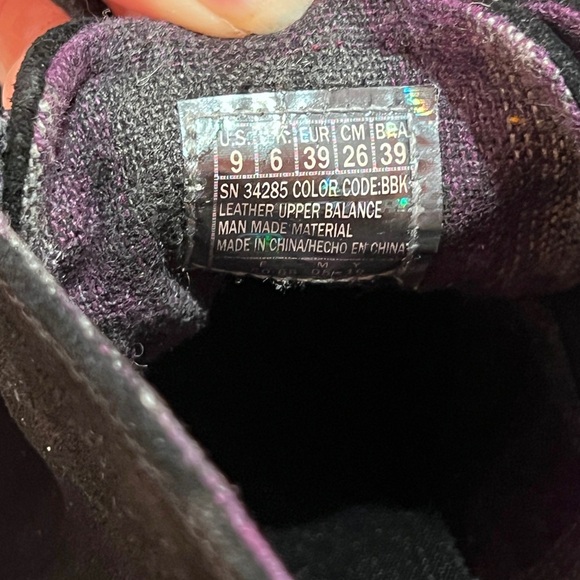 U.S. UK: EUR CM BRA
9 6 39 26 39
SN 34285 COLOR CODE:BBK
LEATHER UPPER BALANCE
MAN MADE MATERIAL
MADE IN CHINA/HECHO EN CHINA